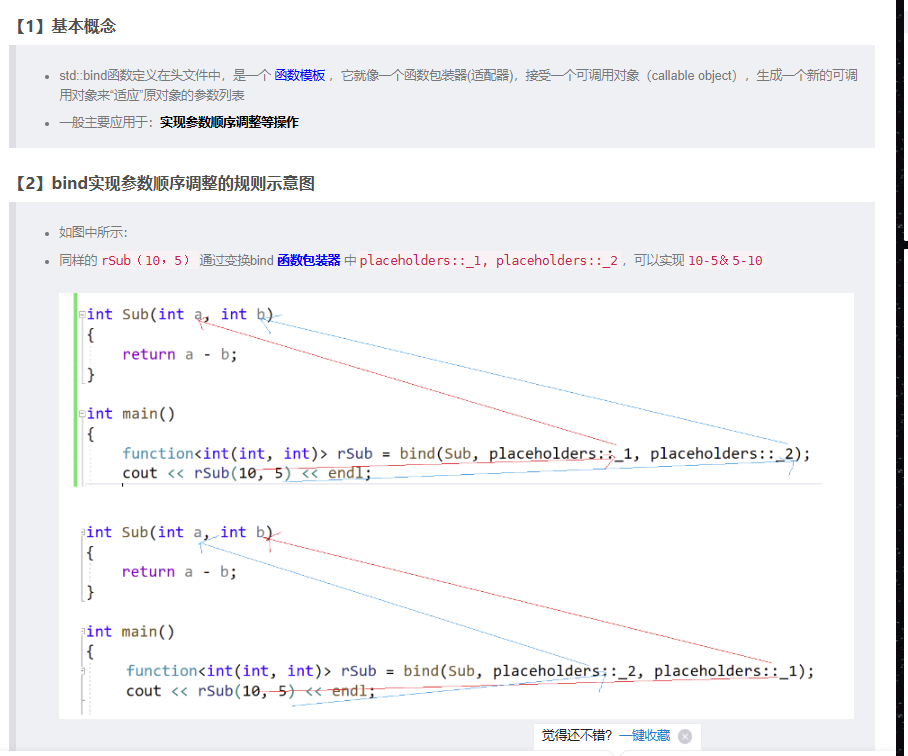 【1】基本概念
std::bind函数定义在头文件中，是一个 函数模板 ，它就像一个函数包装器(适配器)，接受一个可调用对象（callable object），生成一个新的可调
用对象来“适应”原对象的参数列表
一般主要应用于：实现参数顺序调整等操作
【2】bind实现参数顺序调整的规则示意图
如图中所示：
同样的 rSub（10，5） 通过变换bind 函数包装器 中 placeholders::_1, placeholders::_2 ，可以实现 10-5& 5-10
int Sub(int a, int b)
{
return a - b;
}
int main()
{
function<int(int, int)> rSub = bind(Sub, placeholders::_1, placeholders::_2);
cout << rSub(10, 5) << endl;
int Sub(int a, int b)
{
return a - b;
}
int main()
{
function<int(int, int)> rSub = bind(Sub, placeholders::_2, placeholders::_1);
cout << rSub(10, 5) << endl;
觉得还不错? 一键收藏